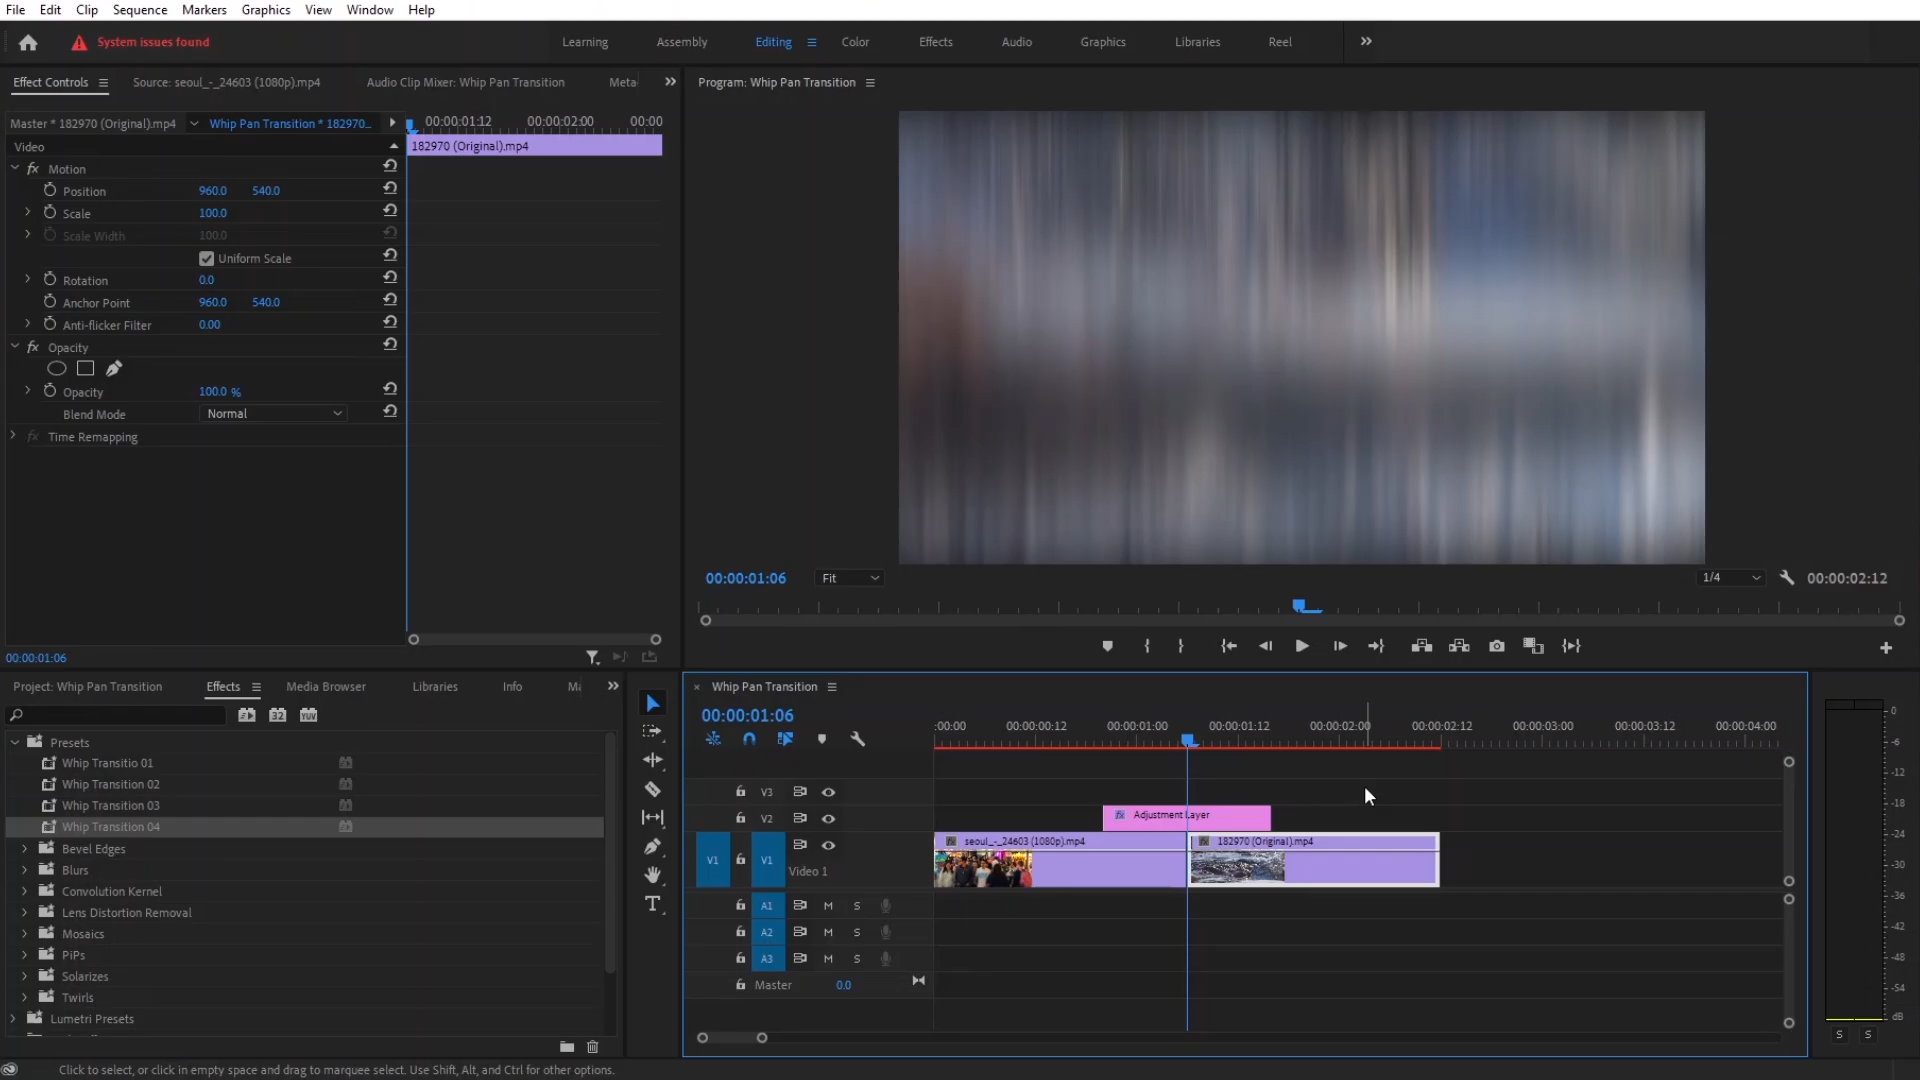 File Edit Clip Sequence Markers Graphics View Window Help
System issues found
Learning Assembly Editing Color Effects Audio Graphics Libraries Reel
Effect Controls Source: seoul_-_24603 (1080p).mp4 Audio Clip Mixer: Whip Pan Transition Meta
Program: Whip Pan Transition
Master * 182970 (Original).mp4 Whip Pan Transition * 182970... 00:00:01:12 00:00:02:00 00:00
Video 182970 (Original).mp4
Motion
Position 960.0 540.0
Scale 100.0
Scale Width 100.0
Uniform Scale
Rotation 0.0
Anchor Point 960.0 540.0
Anti-flicker Filter 0.00
Opacity
Opacity 100.0 %
Blend Mode Normal
Time Remapping
00:00:01:06
00:00:01:06 Fit 1/4 00:00:02:12
Project: Whip Pan Transition Effects Media Browser Libraries Info Ma
32 YUV
Presets
Whip Transitio 01
Whip Transition 02
Whip Transition 03
Whip Transition 04
Bevel Edges
Blurs
Convolution Kernel
Lens Distortion Removal
Mosaics
PiPs
Solarizes
Twirls
Lumetri Presets
T
× Whip Pan Transition
00:00:01:06
:00:00 00:00:00:12 00:00:01:00 00:00:01:12 00:00:02:00 00:00:02:12 00:00:03:00 00:00:03:12 00:00:04:00
V3
V2 fx Adjustment Layer
V1 V1 Video 1 fx seoul_-_24603 (1080p).mp4 fx 182970 (Original).mp4
A1 M S
A2 M S
A3 M S
Master 0.0
0
-6
-12
-18
-24
-30
-36
-42
-48
-54
dB
S S
Click to select, or click in empty space and drag to marquee select. Use Shift, Alt, and Ctrl for other options.